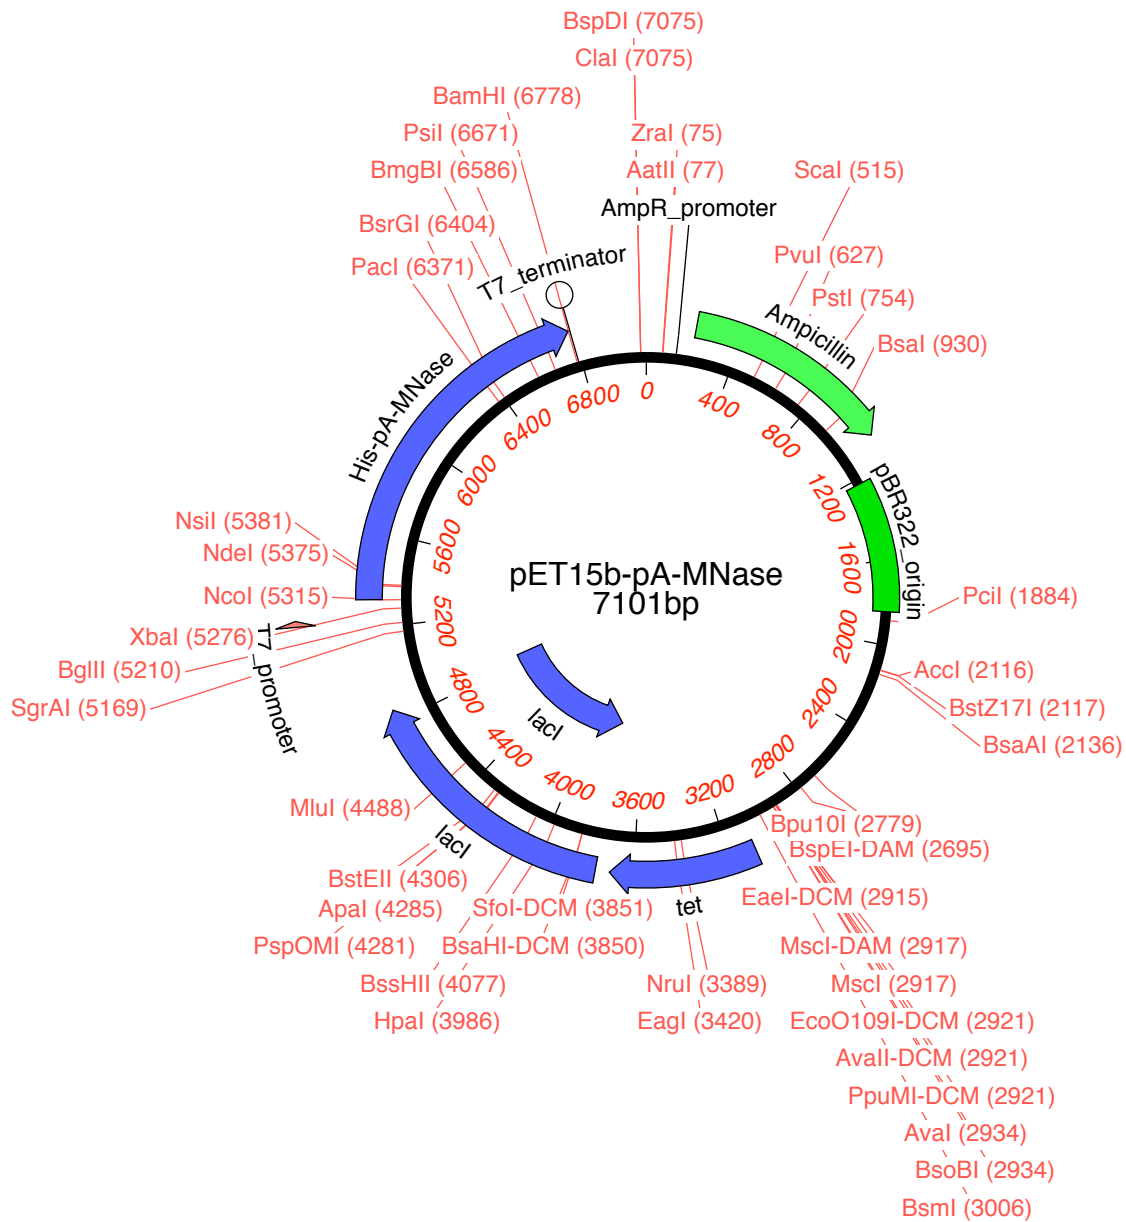 BspDI (7075)
ClaI (7075)
BamHI (6778)
PsiI (6671)
ZraI (75)
BmgBI (6586)
AatII (77)
ScaI (515)
AmpR_promoter
BsrGI (6404)
T7_terminator
PvuI (627)
PacI (6371)
PstI (754)
Ampicillin
BsaI (930)
His-pA-MNase
0
400
800
1200
1600
2000
2400
2800
3200
3600
4000
4400
4800
5200
5600
6000
6400
6800
pBR322_origin
NsiI (5381)
NdeI (5375)
NcoI (5315)
XbaI (5276)
BglII (5210)
SgrAI (5169)
T7_promoter
pET15b-pA-MNase
7101bp
PciI (1884)
AccI (2116)
BstZ17I (2117)
BsaAI (2136)
lacI
MluI (4488)
lacI
BstEII (4306)
ApaI (4285)
PspOMI (4281)
SfoI-DCM (3851)
BsaHI-DCM (3850)
BssHII (4077)
HpaI (3986)
tet
NruI (3389)
EagI (3420)
Bpu10I (2779)
BspEI-DAM (2695)
EaeI-DCM (2915)
MscI-DAM (2917)
MscI (2917)
EcoO109I-DCM (2921)
AvaII-DCM (2921)
PpuMI-DCM (2921)
AvaI (2934)
BsoBI (2934)
BsmI (3006)